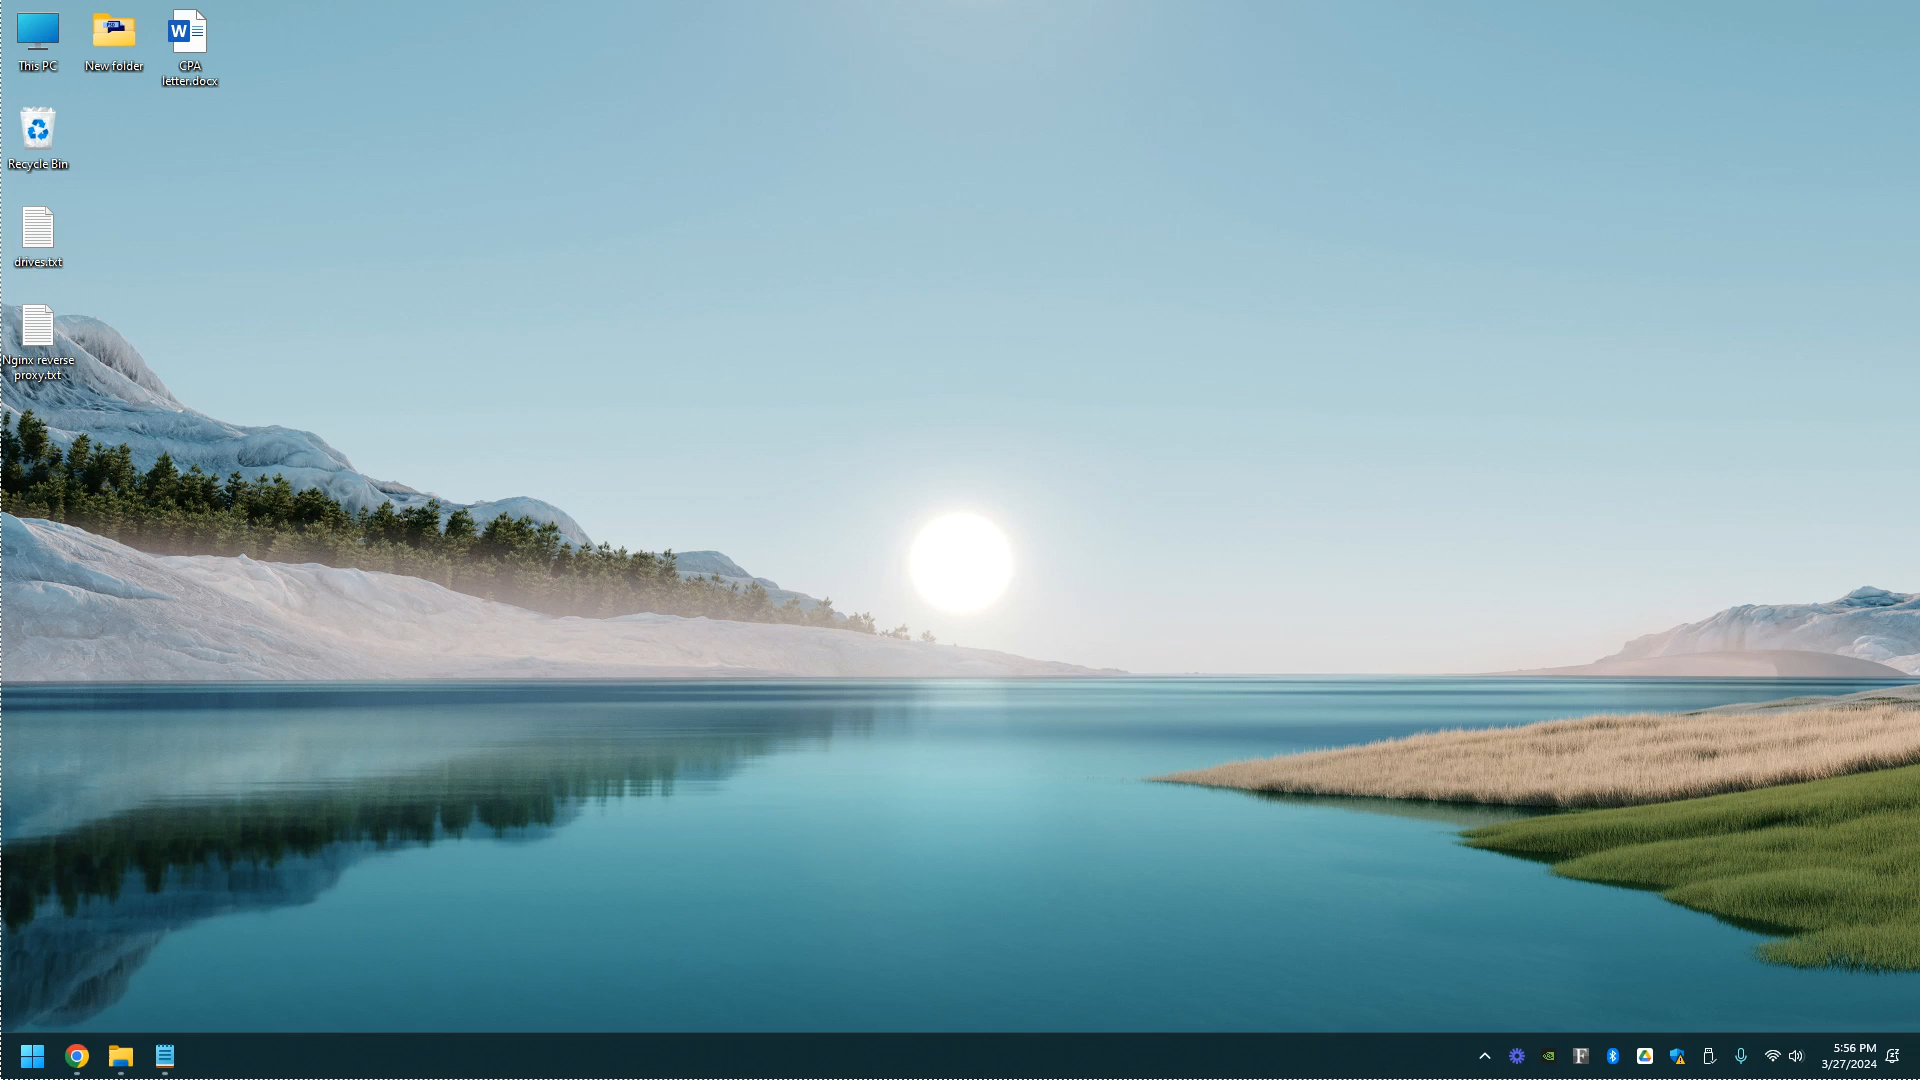 This PC
New folder
CPA
letter.docx
Recycle Bin
drives.txt
Nginx reverse
proxy.txt
5:56 PM
3/27/2024